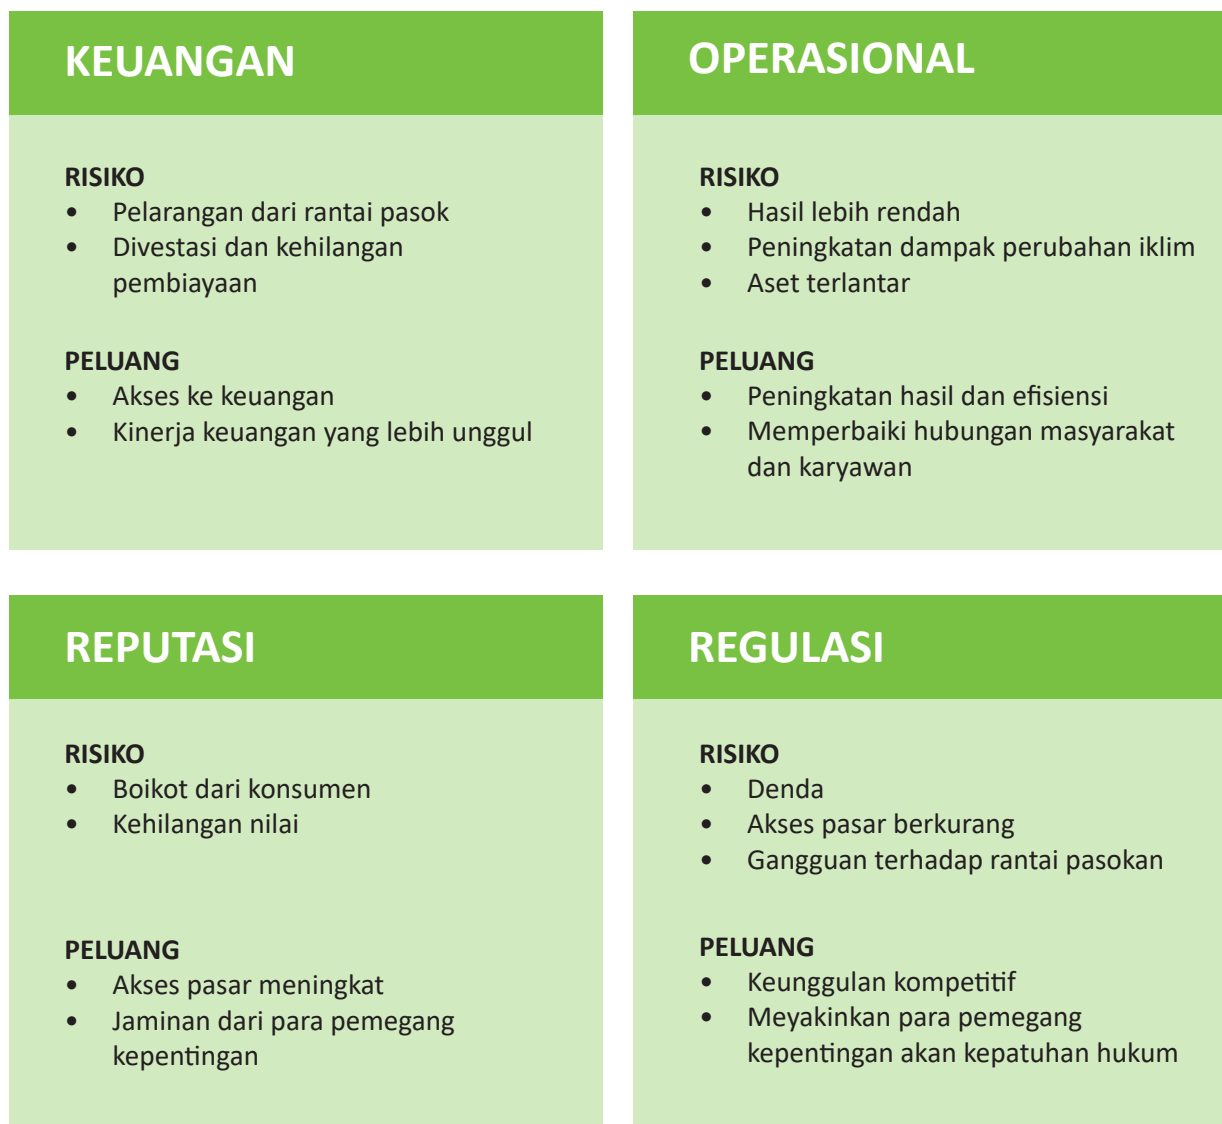 KEUANGAN
RISIKO
• Pelarangan dari rantai pasok
• Divestasi dan kehilangan
pembiayaan
PELUANG
• Akses ke keuangan
• Kinerja keuangan yang lebih unggul
OPERASIONAL
RISIKO
• Hasil lebih rendah
• Peningkatan dampak perubahan iklim
• Aset terlantar
PELUANG
• Peningkatan hasil dan efisiensi
• Memperbaiki hubungan masyarakat
dan karyawan
REPUTASI
RISIKO
• Boikot dari konsumen
• Kehilangan nilai
PELUANG
• Akses pasar meningkat
• Jaminan dari para pemegang
kepentingan
REGULASI
RISIKO
• Denda
• Akses pasar berkurang
• Gangguan terhadap rantai pasokan
PELUANG
• Keunggulan kompetitif
• Meyakinkan para pemegang
kepentingan akan kepatuhan hukum